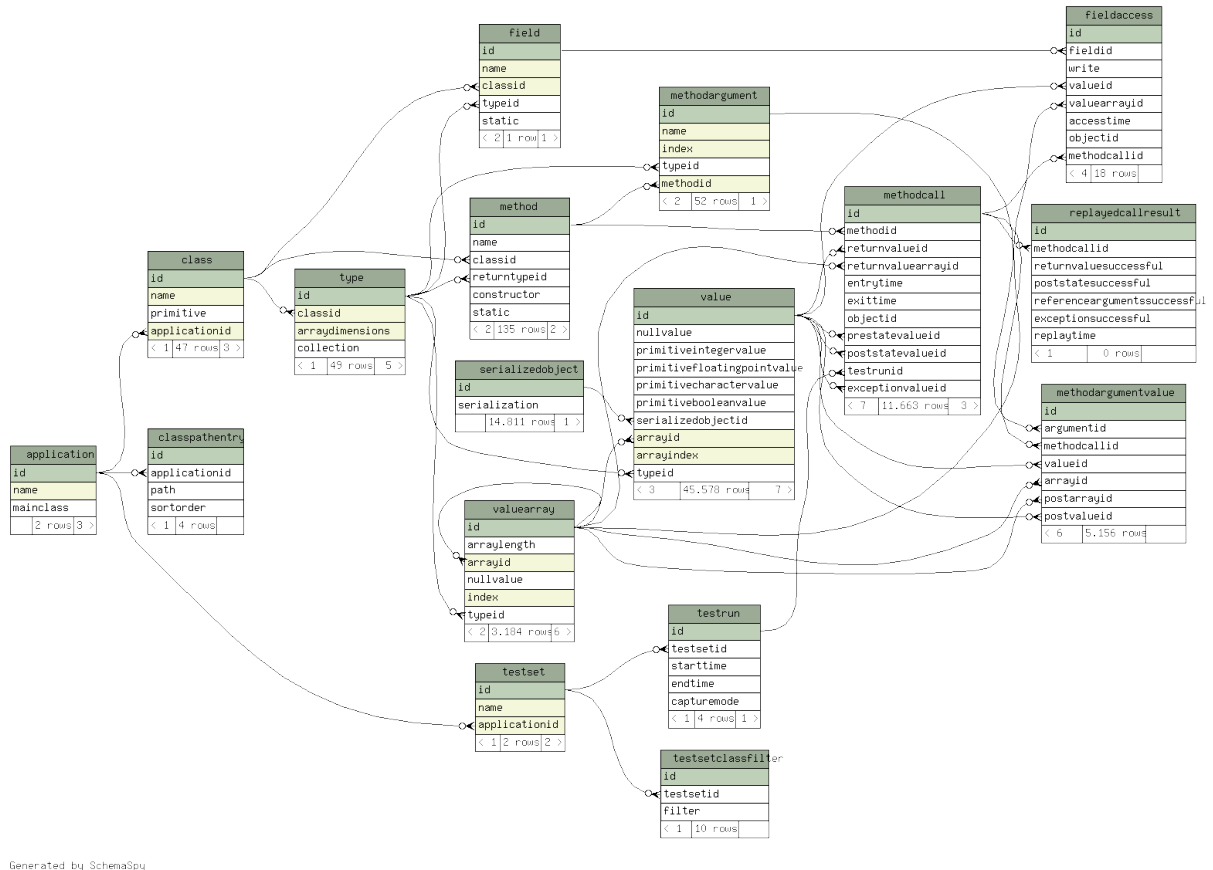 field
id
name
classid
typeid
static
< 2 1 row 1 >
fieldaccess
id
fieldid
write
valueid
valuearrayid
accesstime
objectid
methodcallid
< 4 18 rows
methodargument
id
name
index
typeid
methodid
< 2 52 rows 1 >
method
id
name
classid
returntypeid
constructor
static
< 2 135 rows 2 >
methodcall
id
methodid
returnvalueid
returnvaluearrayid
entrytime
exittime
objectid
prestatevalueid
poststatevalueid
testrunid
exceptionvalueid
< 7 11.663 rows 3 >
replayedcallresult
id
methodcallid
returnvaluesuccessful
poststatesuccessful
referenceargumentssuccessful
exceptionsuccessful
replaytime
< 1 0 rows
class
id
name
primitive
applicationid
< 1 47 rows 3 >
type
id
classid
arraydimensions
collection
< 1 49 rows 5 >
value
id
nullvalue
primitiveintegervalue
primitivefloatingpointvalue
primitivecharactervalue
primitivebooleanvalue
serializedobjectid
arrayid
arrayindex
typeid
< 3 45.578 rows 7 >
serializedobject
id
serialization
14.811 rows 1 >
methodargumentvalue
id
argumentid
methodcallid
valueid
arrayid
postarrayid
postvalueid
< 6 5.156 rows
application
id
name
mainclass
2 rows 3 >
classpathentry
id
applicationid
path
sortorder
< 1 4 rows
valuearray
id
arraylength
arrayid
nullvalue
index
typeid
< 2 3.184 rows 6 >
testrun
id
testsetid
starttime
endtime
capturemode
< 1 4 rows 1 >
testset
id
name
applicationid
< 1 2 rows 2 >
testsetclassfilter
id
testsetid
filter
< 1 10 rows
Generated by SchemaSpy